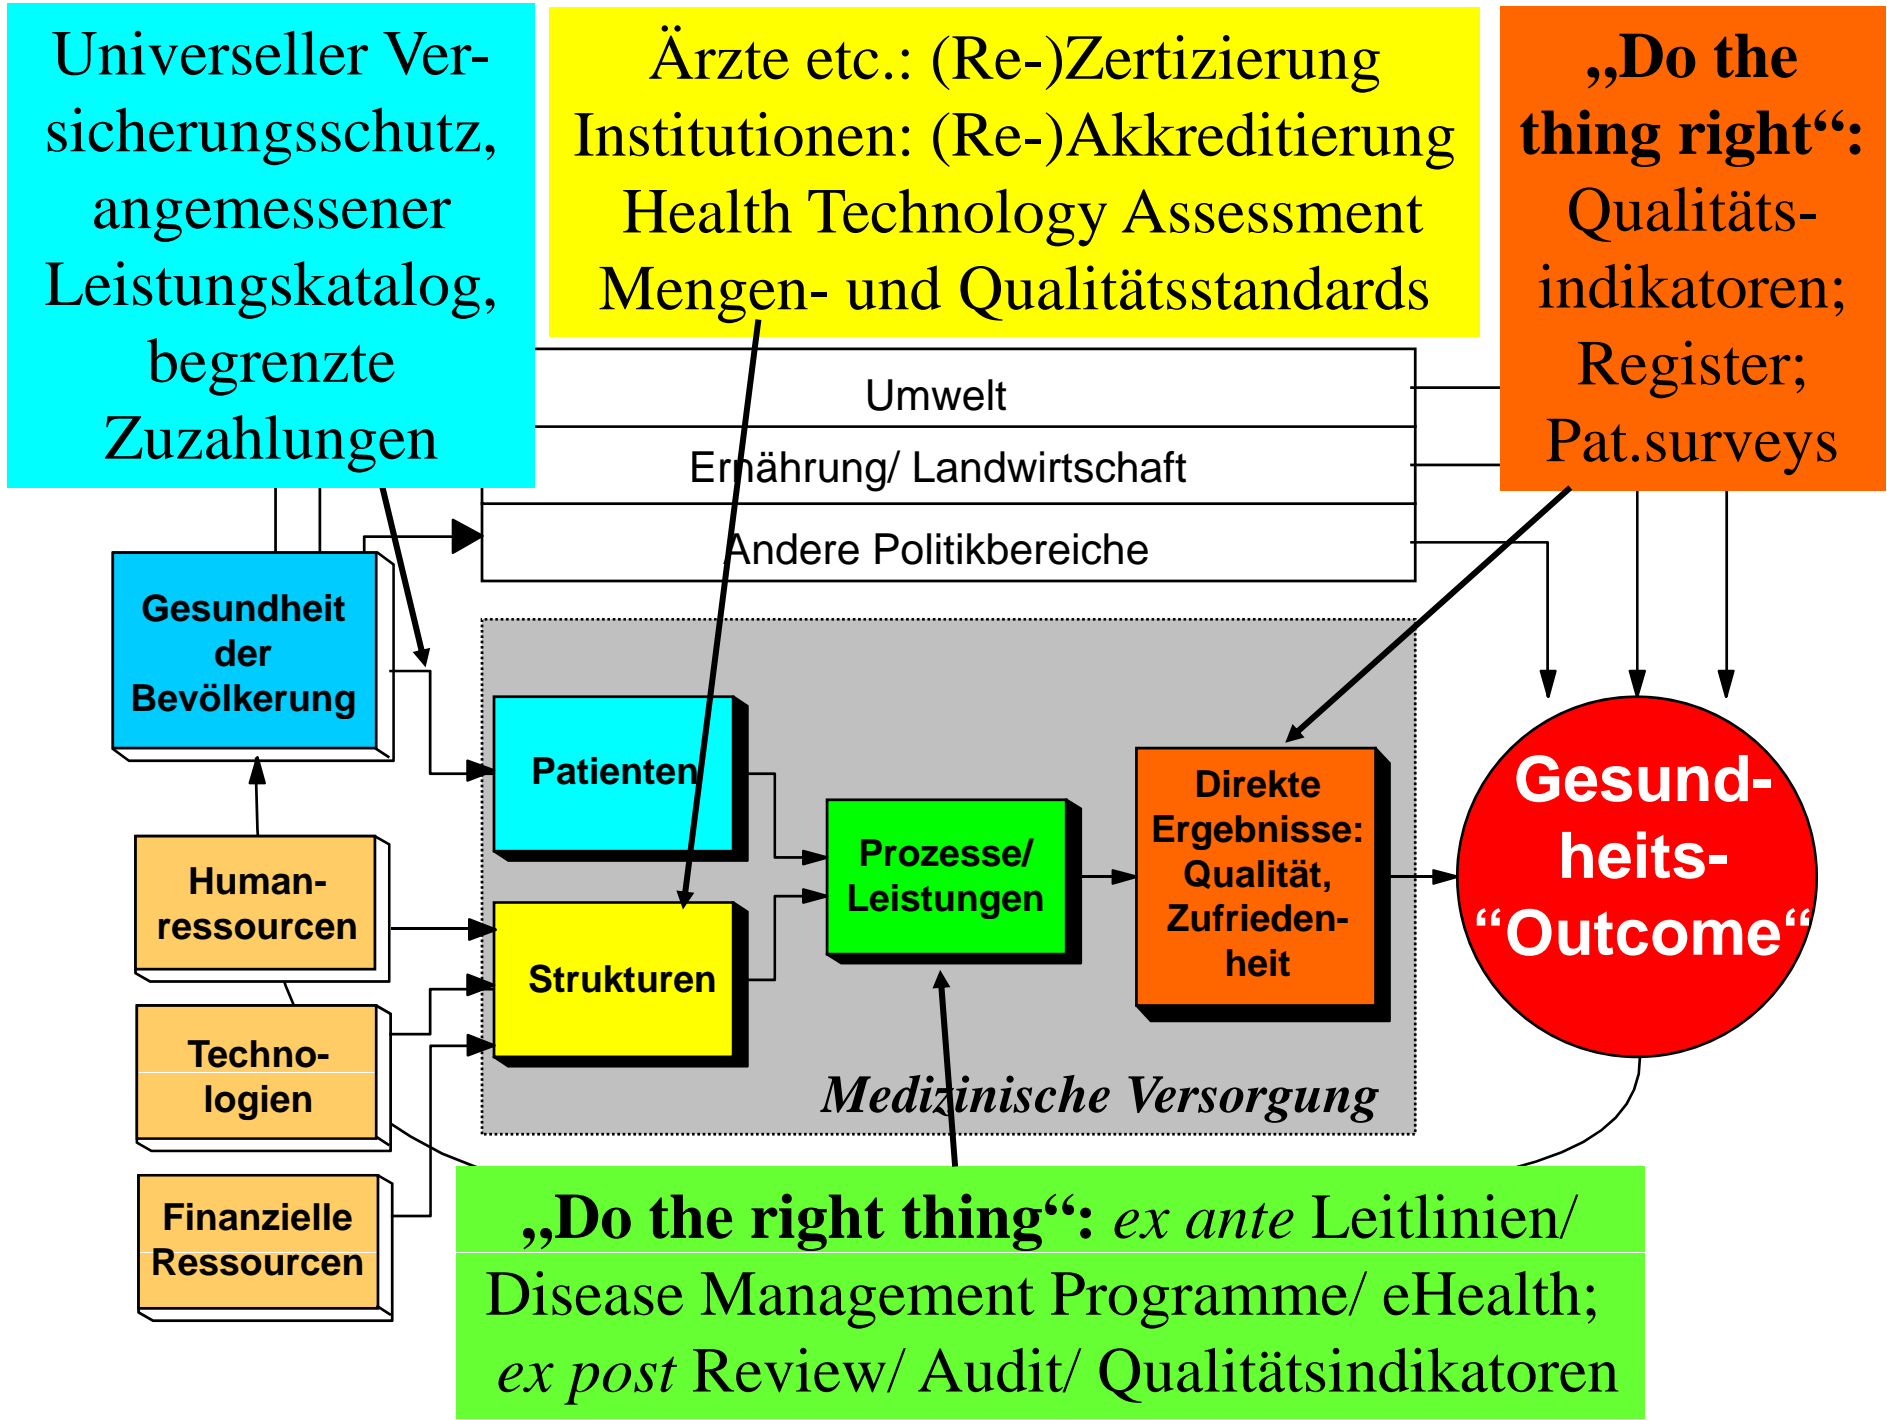 Universeller Ver-
sicherungsschutz,
angemessener
Leistungskatalog,
begrenzte
Zuzahlungen
Ärzte etc.: (Re-)Zertizierung
Institutionen: (Re-)Akkreditierung
Health Technology Assessment
Mengen- und Qualitätsstandards
„Do the
thing right“:
Qualitäts-
indikatoren;
Register;
Pat.surveys
Umwelt
Ernährung/ Landwirtschaft
Andere Politikbereiche
Gesundheit
der
Bevölkerung
Human-
ressourcen
Techno-
logien
Finanzielle
Ressourcen
Patienten
Strukturen
Prozesse/
Leistungen
Direkte
Ergebnisse:
Qualität,
Zufrieden-
heit
Gesund-
heits-
“Outcome“
Medizinische Versorgung
„Do the right thing“: ex ante Leitlinien/
Disease Management Programme/ eHealth;
ex post Review/ Audit/ Qualitätsindikatoren